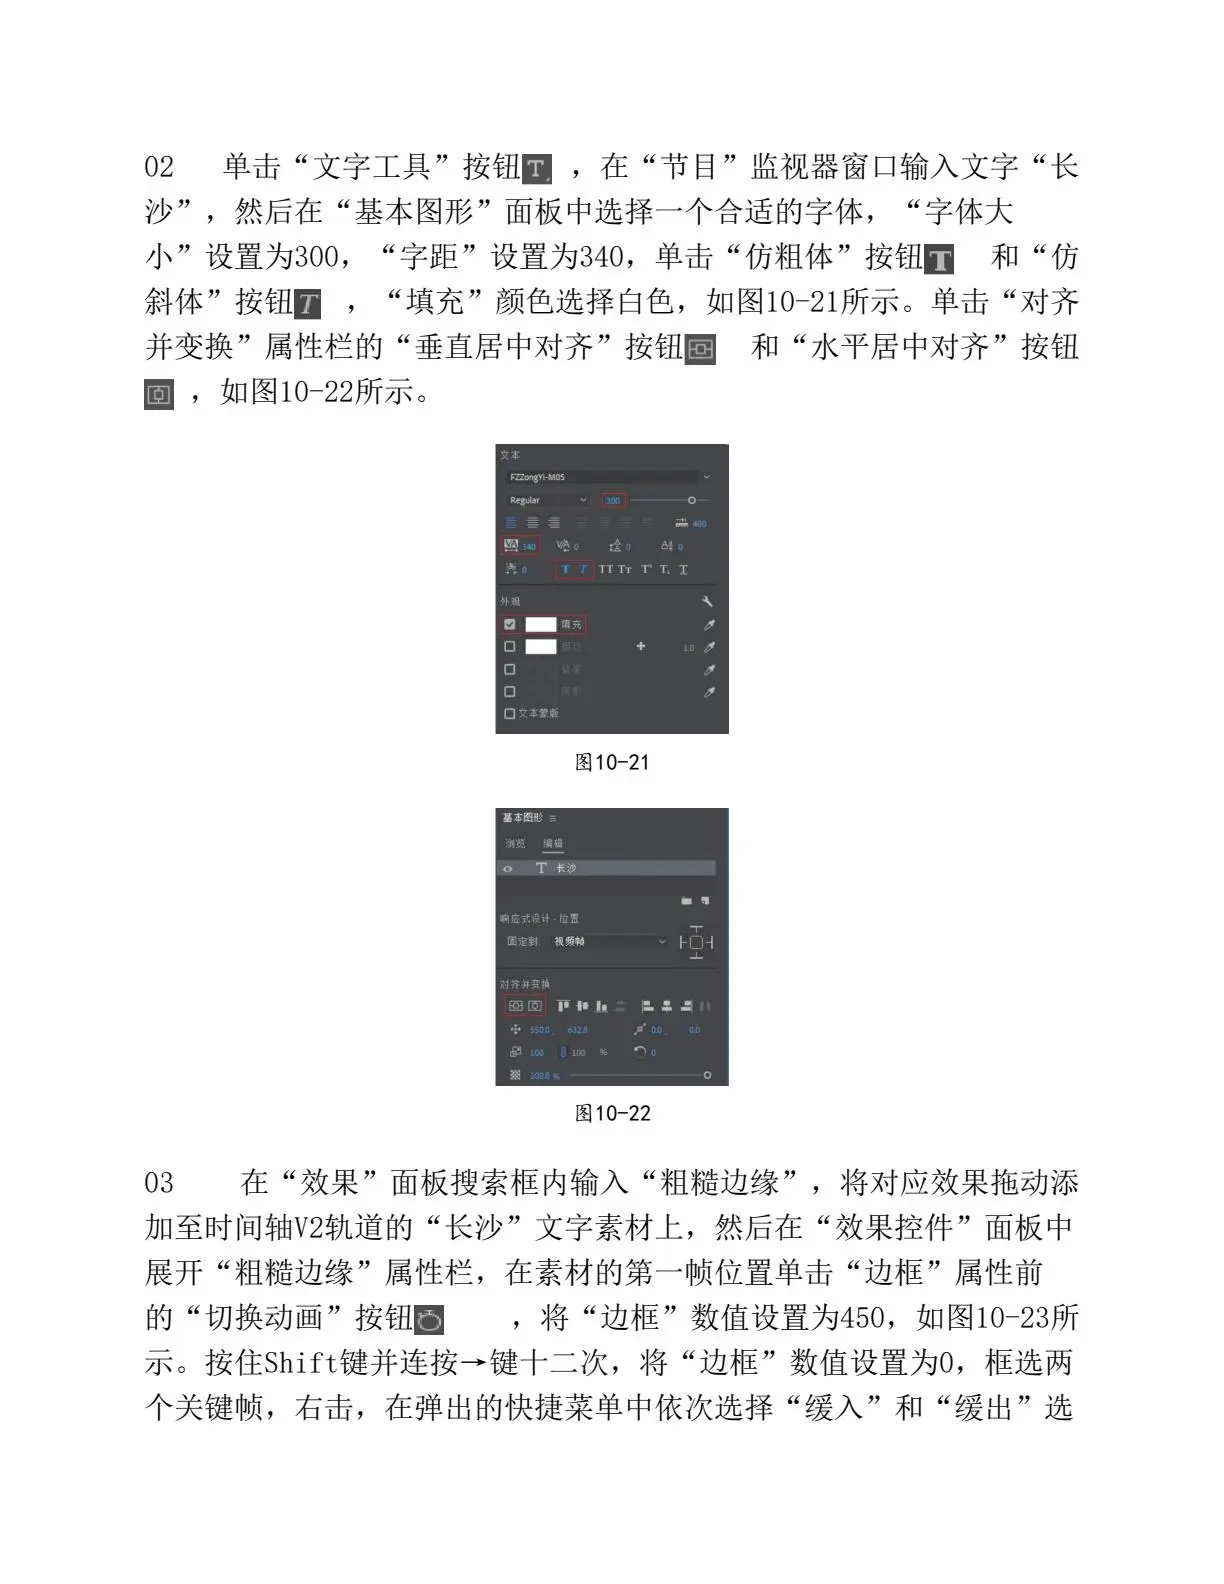 02 单击“文字工具”按钮T，在“节目”监视器窗口输入文字“长
沙”，然后在“基本图形”面板中选择一个合适的字体，“字体大
小”设置为300，“字距”设置为340，单击“仿粗体”按钮T 和“仿
斜体”按钮T ，“填充”颜色选择白色，如图10-21所示。单击“对齐
并变换”属性栏的“垂直居中对齐”按钮 和“水平居中对齐”按钮
，如图10-22所示。
文本
FZZongYi-M05
Regular 300
400
VA 340 V/A 0 0 0
0 T T TT Tт T¹ T₁ T
外观
填充
描边 1.0
背景
阴影
文本蒙版
图10-21
基本图形
浏览 编辑
T 长沙
响应式设计 - 位置
固定到: 视频帧
对齐并变换
550.0 , 632.8 0.0 , 0.0
100 100 % 0
100.0 %
图10-22
03 在“效果”面板搜索框内输入“粗糙边缘”，将对应效果拖动添
加至时间轴V2轨道的“长沙”文字素材上，然后在“效果控件”面板中
展开“粗糙边缘”属性栏，在素材的第一帧位置单击“边框”属性前
的“切换动画”按钮 ，将“边框”数值设置为450，如图10-23所
示。按住Shift键并连按→键十二次，将“边框”数值设置为0，框选两
个关键帧，右击，在弹出的快捷菜单中依次选择“缓入”和“缓出”选